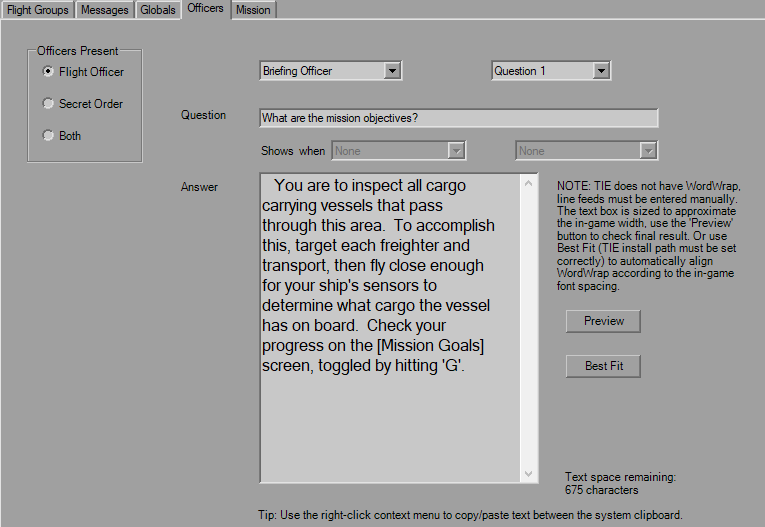 Flight Groups Messages Globals Officers Mission
Officers Present
Flight Officer
Secret Order
Both
Briefing Officer Question 1
Question What are the mission objectives?
Shows when None None
Answer
You are to inspect all cargo
carrying vessels that pass
through this area.  To accomplish
this, target each freighter and
transport, then fly close enough
for your ship's sensors to
determine what cargo the vessel
has on board.  Check your
progress on the [Mission Goals]
screen, toggled by hitting 'G'.
NOTE: TIE does not have WordWrap,
line feeds must be entered manually.
The text box is sized to approximate
the in-game width, use the 'Preview'
button to check final result. Or use
Best Fit (TIE install path must be set
correctly) to automatically align
WordWrap according to the in-game
font spacing.
Preview
Best Fit
Text space remaining:
675 characters
Tip: Use the right-click context menu to copy/paste text between the system clipboard.